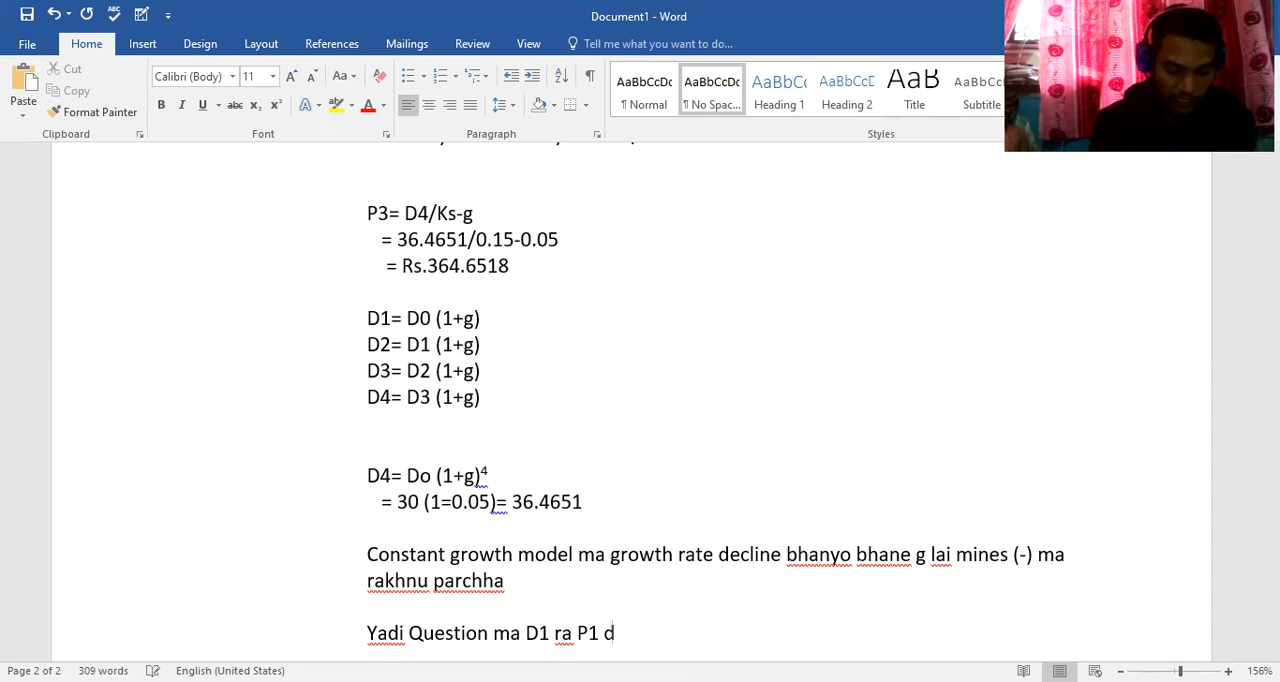 Document1 - Word
File Home Insert Design Layout References Mailings Review View Tell me what you want to do...
Paste Cut Copy Format Painter Clipboard
Calibri (Body) 11 Font
Paragraph
AaBbCcDc ¶ Normal AaBbCcDc ¶ No Spac... AaBbCc Heading 1 AaBbCcE Heading 2 AaB Title AaBbCcD Subtitle Styles
P3= D4/Ks-g
= 36.4651/0.15-0.05
= Rs.364.6518
D1= D0 (1+g)
D2= D1 (1+g)
D3= D2 (1+g)
D4= D3 (1+g)
D4= Do (1+g)⁴
= 30 (1=0.05)= 36.4651
Constant growth model ma growth rate decline bhanyo bhane g lai mines (-) ma
rakhnu parchha
Yadi Question ma D1 ra P1 d
Page 2 of 2 309 words English (United States) 156%